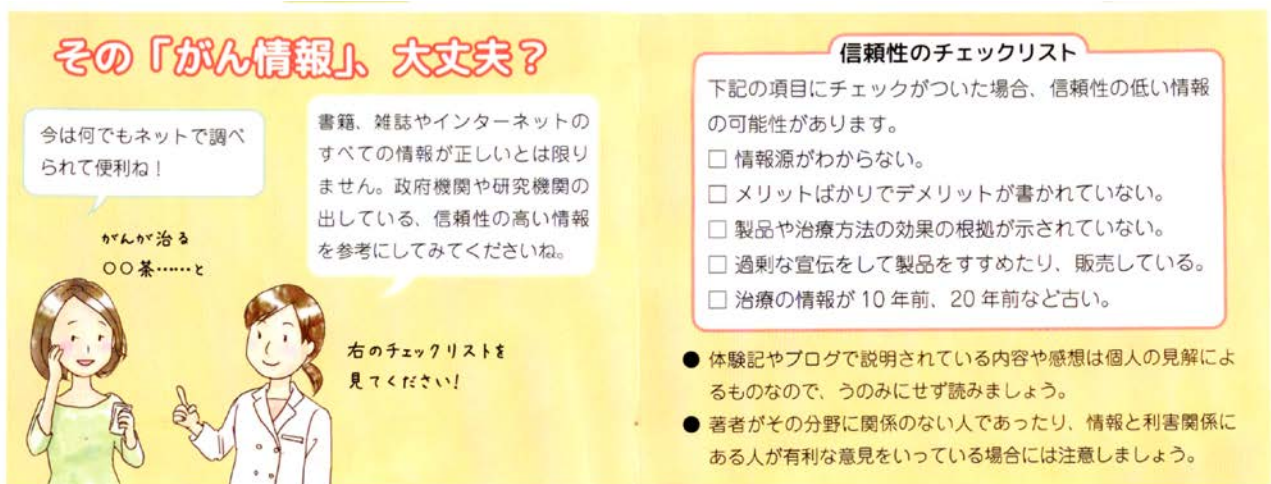 その「がん情報」、大丈夫?
今は何でもネットで調べ
られて便利ね!
書籍、雑誌やインターネットの
すべての情報が正しいとは限り
ません。政府機関や研究機関の
出している、信頼性の高い情報
を参考にしてみてくださいね。
がんが治る
○○茶……と
右のチェックリストを
見てください!
信頼性のチェックリスト
下記の項目にチェックがついた場合、信頼性の低い情報
の可能性があります。
□ 情報源がわからない。
□ メリットばかりでデメリットが書かれていない。
□ 製品や治療方法の効果の根拠が示されていない。
□ 過剰な宣伝をして製品をすすめたり、販売している。
□ 治療の情報が 10 年前、20 年前など古い。
● 体験記やブログで説明されている内容や感想は個人の見解によ
るものなので、うのみにせず読みましょう。
● 著者がその分野に関係のない人であったり、情報と利害関係に
ある人が有利な意見をいっている場合には注意しましょう。